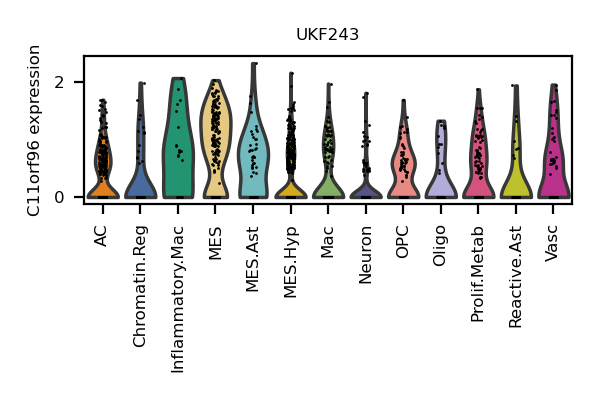 UKF243
C11orf96 expression
2
0
AC
Chromatin.Reg
Inflammatory.Mac
MES
MES.Ast
MES.Hyp
Mac
Neuron
OPC
Oligo
Prolif.Metab
Reactive.Ast
Vasc